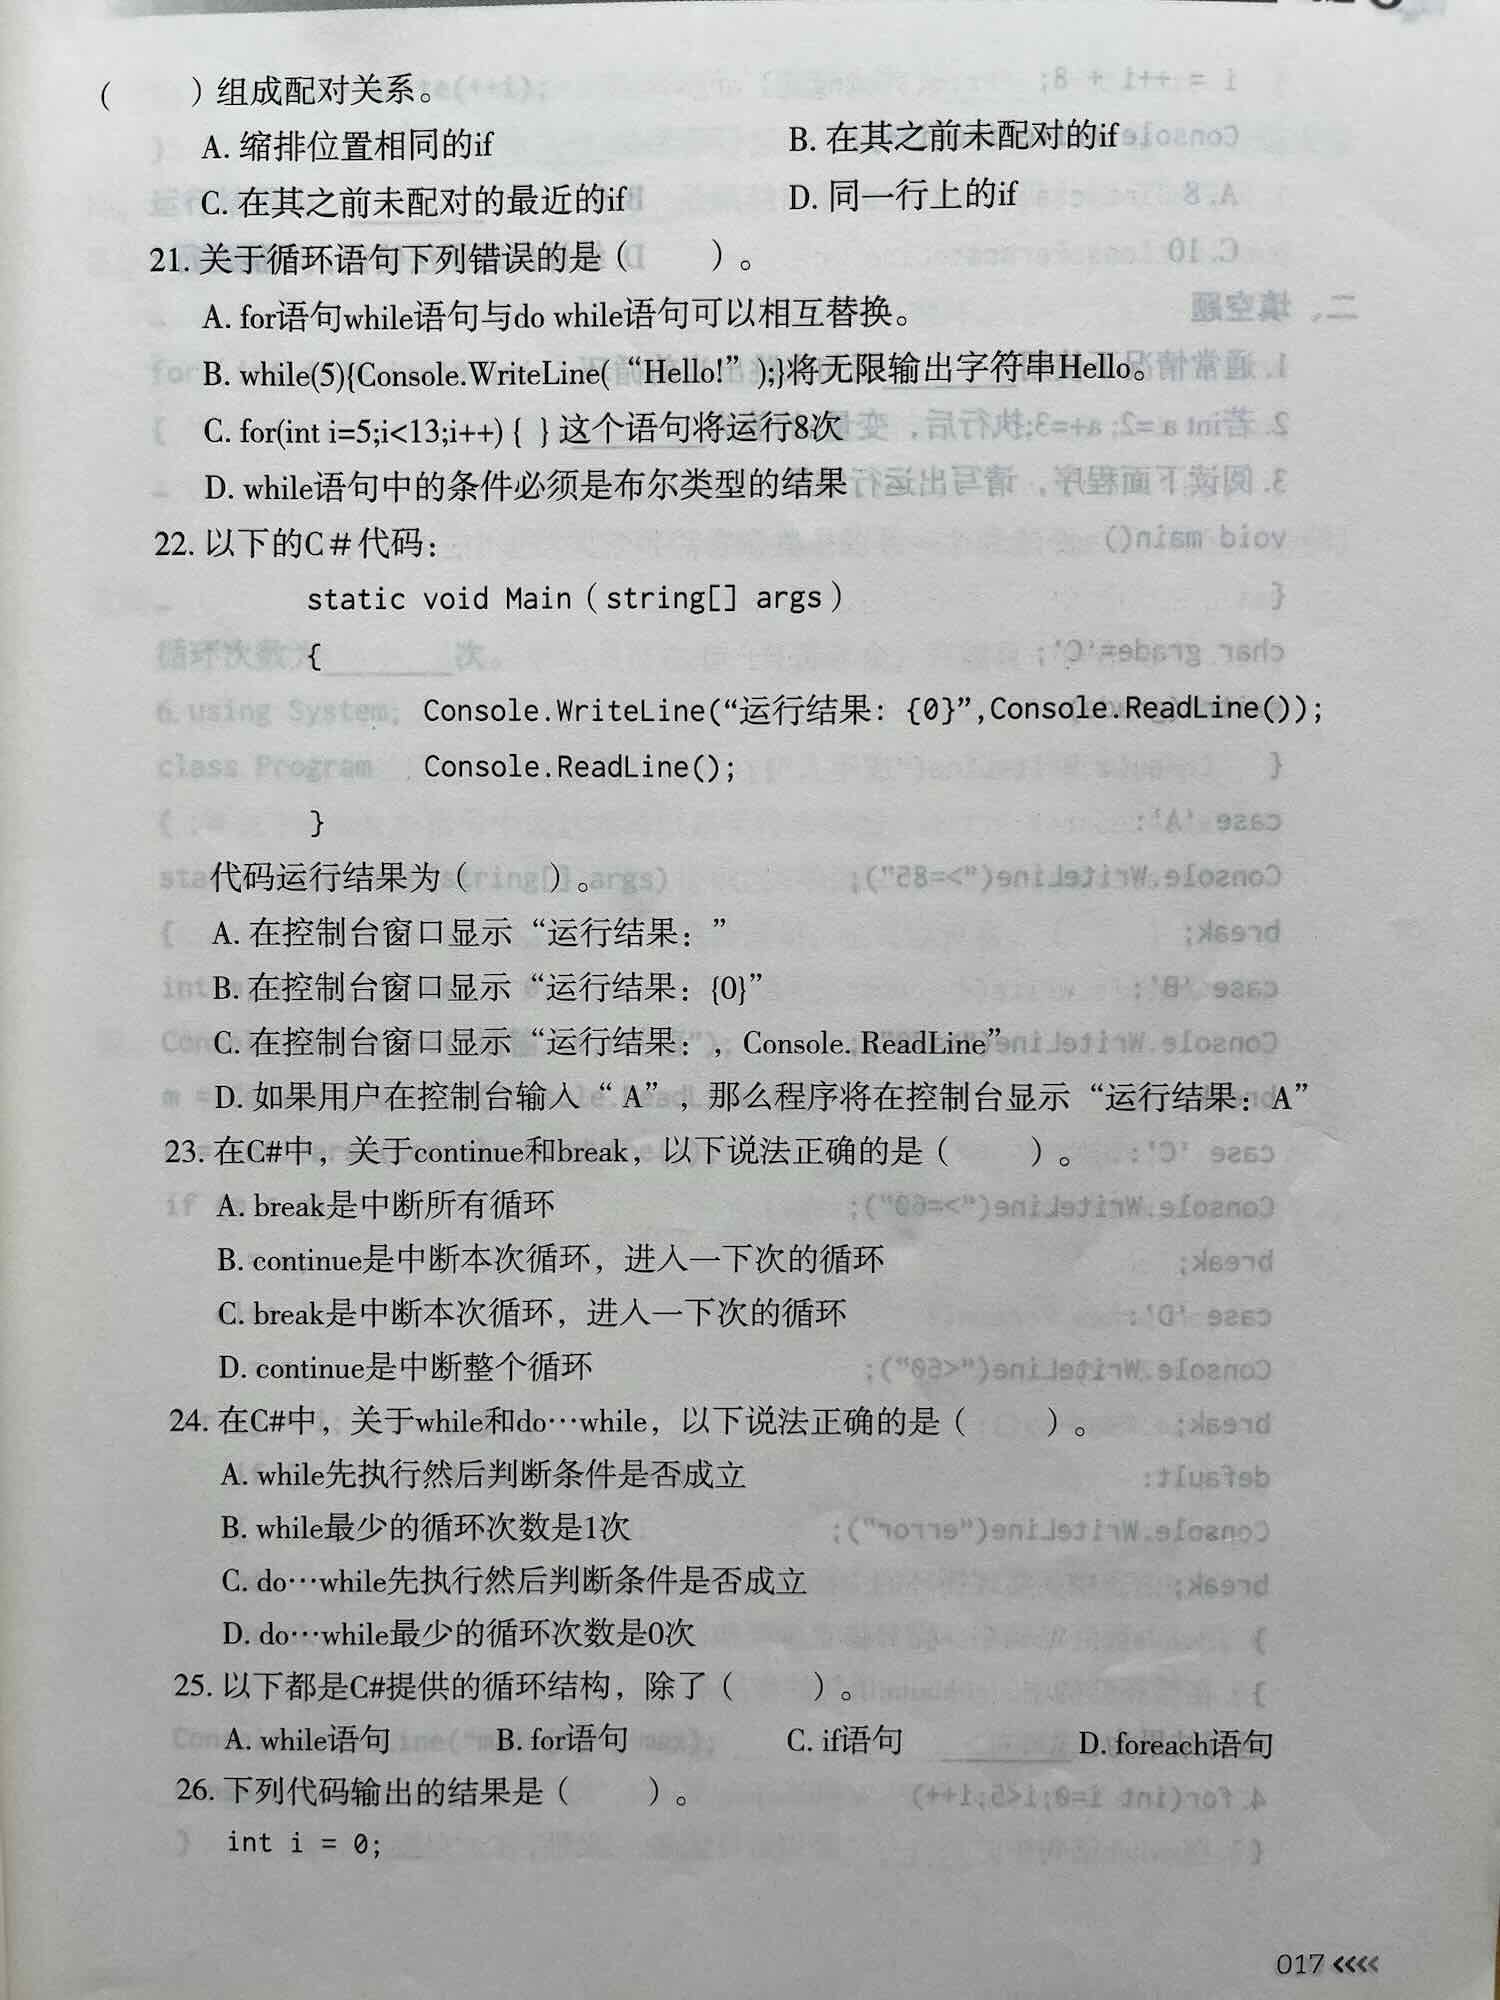 （　　）组成配对关系。
A. 缩排位置相同的if　　B. 在其之前未配对的if
C. 在其之前未配对的最近的if　　D. 同一行上的if
21. 关于循环语句下列错误的是（　　）。
A. for语句while语句与do while语句可以相互替换。
B. while(5){Console.WriteLine(“Hello!”);}将无限输出字符串Hello。
C. for(int i=5;i<13;i++) { } 这个语句将运行8次
D. while语句中的条件必须是布尔类型的结果
22. 以下的C＃代码：
static void Main（string[] args）
{
Console.WriteLine(“运行结果：{0}”,Console.ReadLine());
Console.ReadLine();
}
代码运行结果为（　　）。
A. 在控制台窗口显示“运行结果：”
B. 在控制台窗口显示“运行结果：{0}”
C. 在控制台窗口显示“运行结果：，Console. ReadLine”
D. 如果用户在控制台输入“ A”，那么程序将在控制台显示“运行结果：A”
23. 在C#中，关于continue和break，以下说法正确的是（　　）。
A. break是中断所有循环
B. continue是中断本次循环，进入一下次的循环
C. break是中断本次循环，进入一下次的循环
D. continue是中断整个循环
24. 在C#中，关于while和do…while，以下说法正确的是（　　）。
A. while先执行然后判断条件是否成立
B. while最少的循环次数是1次
C. do…while先执行然后判断条件是否成立
D. do…while最少的循环次数是0次
25. 以下都是C#提供的循环结构，除了（　　）。
A. while语句　　B. for语句　　C. if语句　　D. foreach语句
26. 下列代码输出的结果是（　　）。
int i = 0;
017